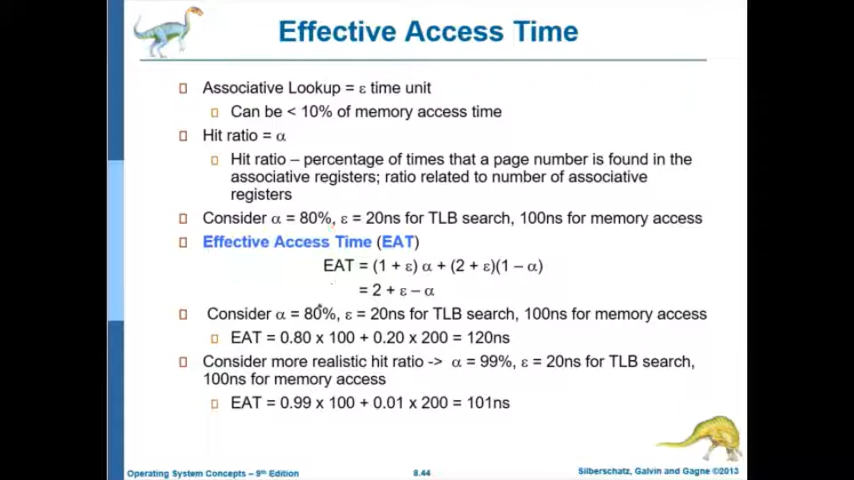 Effective Access Time
Associative Lookup = ε time unit
Can be < 10% of memory access time
Hit ratio = α
Hit ratio – percentage of times that a page number is found in the
associative registers; ratio related to number of associative
registers
Consider α = 80%, ε = 20ns for TLB search, 100ns for memory access
Effective Access Time (EAT)
EAT = (1 + ε) α + (2 + ε)(1 – α)
= 2 + ε – α
Consider α = 80%, ε = 20ns for TLB search, 100ns for memory access
EAT = 0.80 x 100 + 0.20 x 200 = 120ns
Consider more realistic hit ratio -> α = 99%, ε = 20ns for TLB search,
100ns for memory access
EAT = 0.99 x 100 + 0.01 x 200 = 101ns
Operating System Concepts – 9th Edition
8.44
Silberschatz, Galvin and Gagne ©2013